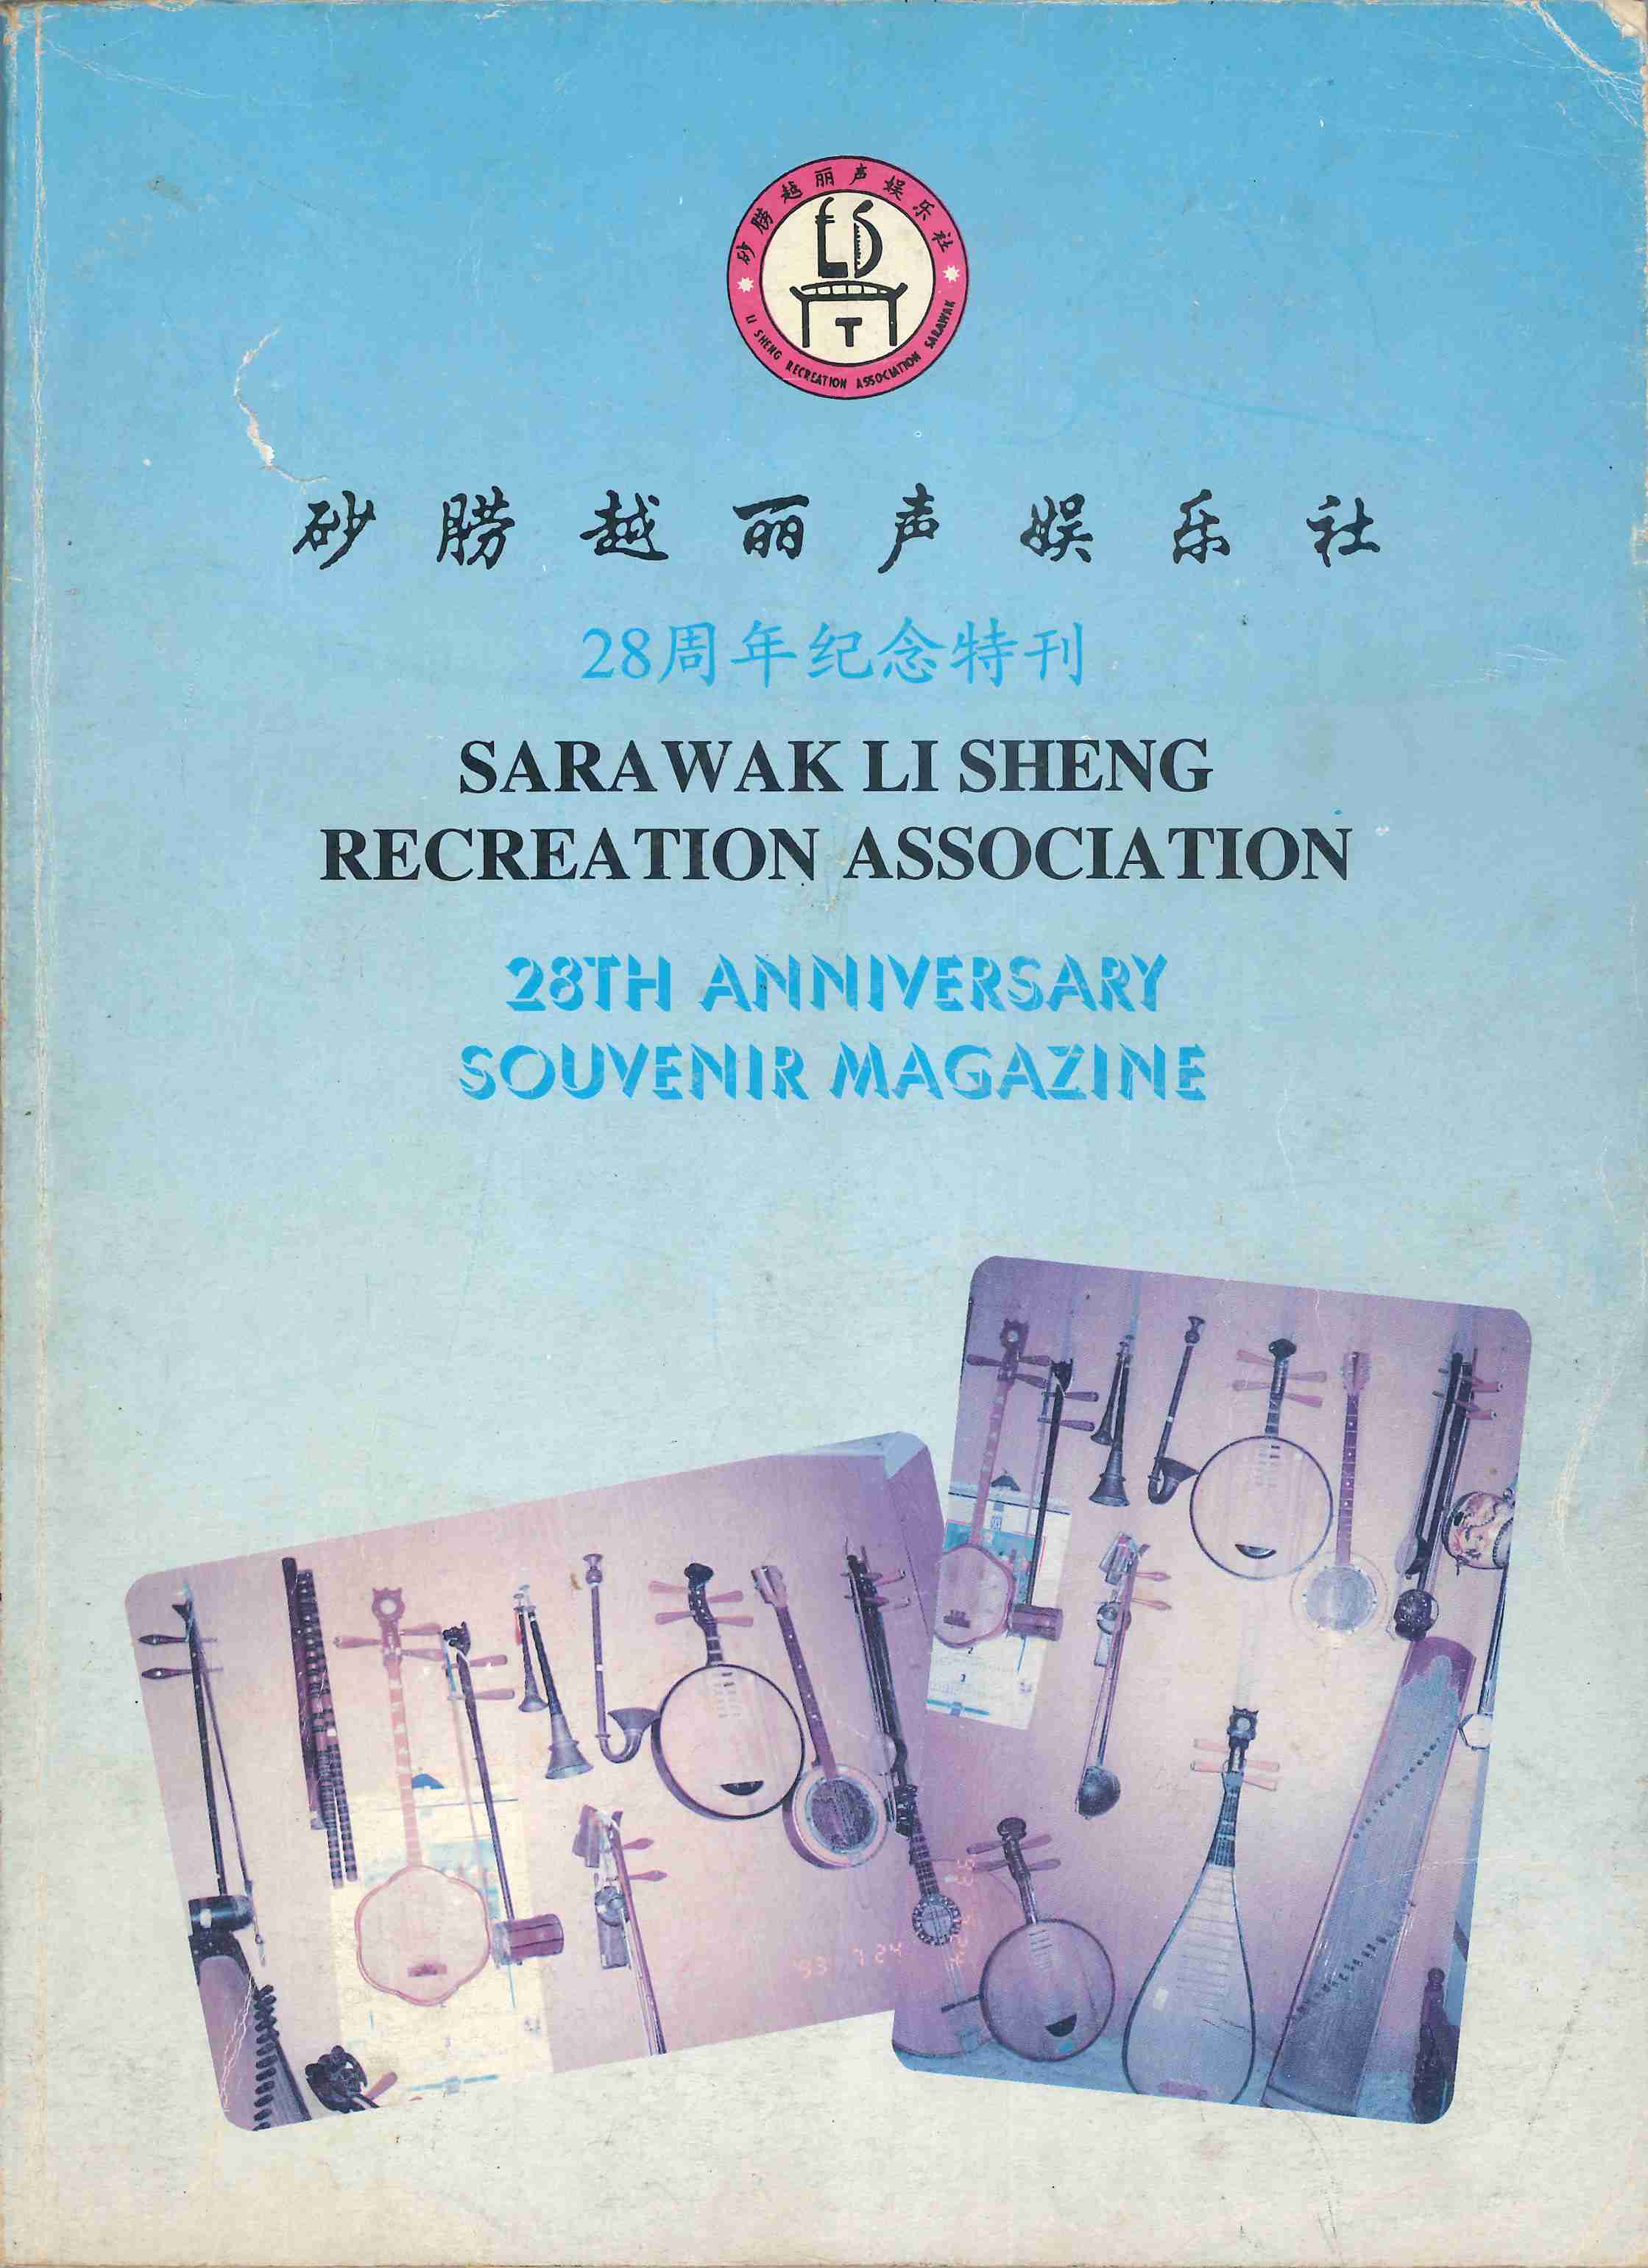 砂朥越丽声娱乐社
LST
LI SHENG RECREATION ASSOCIATION SARAWAK
砂朥越丽声娱乐社
28周年纪念特刊
SARAWAK LI SHENG
RECREATION ASSOCIATION
28TH ANNIVERSARY
SOUVENIR MAGAZINE
'93 7 24